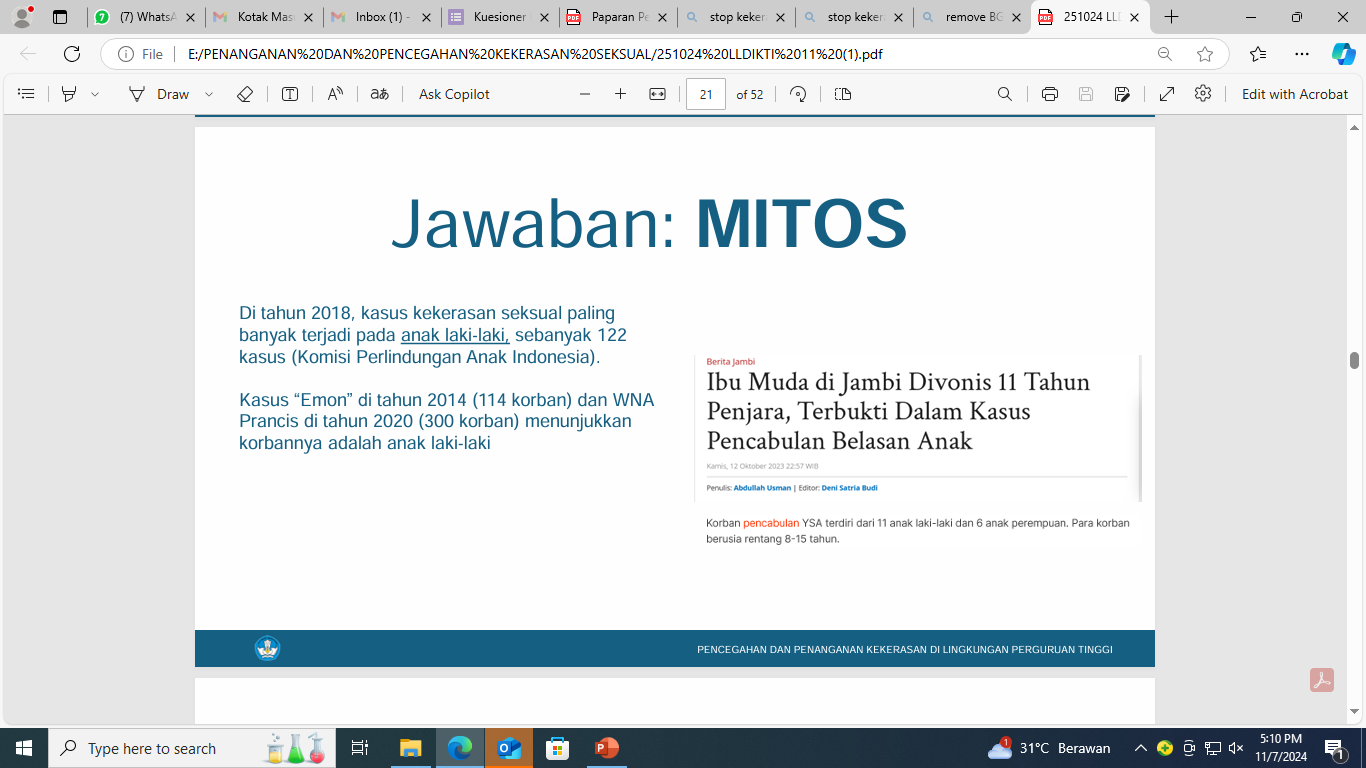 (7) WhatsA
Kotak Mas
Inbox (1) -
Kuesioner
Paparan Pe
stop keker
stop keker
remove BG
251024 LLD
File
E:/PENANGANAN%20DAN%20PENCEGAHAN%20KEKERASAN%20SEKSUAL/251024%20LLDIKTI%2011%20(1).pdf
Draw
Ask Copilot
21 of 52
Edit with Acrobat
Jawaban: MITOS
Di tahun 2018, kasus kekerasan seksual paling
banyak terjadi pada anak laki-laki, sebanyak 122
kasus (Komisi Perlindungan Anak Indonesia).
Kasus “Emon” di tahun 2014 (114 korban) dan WNA
Prancis di tahun 2020 (300 korban) menunjukkan
korbannya adalah anak laki-laki
Berita Jambi
Ibu Muda di Jambi Divonis 11 Tahun
Penjara, Terbukti Dalam Kasus
Pencabulan Belasan Anak
Kamis, 12 Oktober 2023 22:57 WIB
Penulis: Abdullah Usman | Editor: Deni Satria Budi
Korban pencabulan YSA terdiri dari 11 anak laki-laki dan 6 anak perempuan. Para korban
berusia rentang 8-15 tahun.
PENCEGAHAN DAN PENANGANAN KEKERASAN DI LINGKUNGAN PERGURUAN TINGGI
Type here to search
31°C Berawan
5:10 PM
11/7/2024